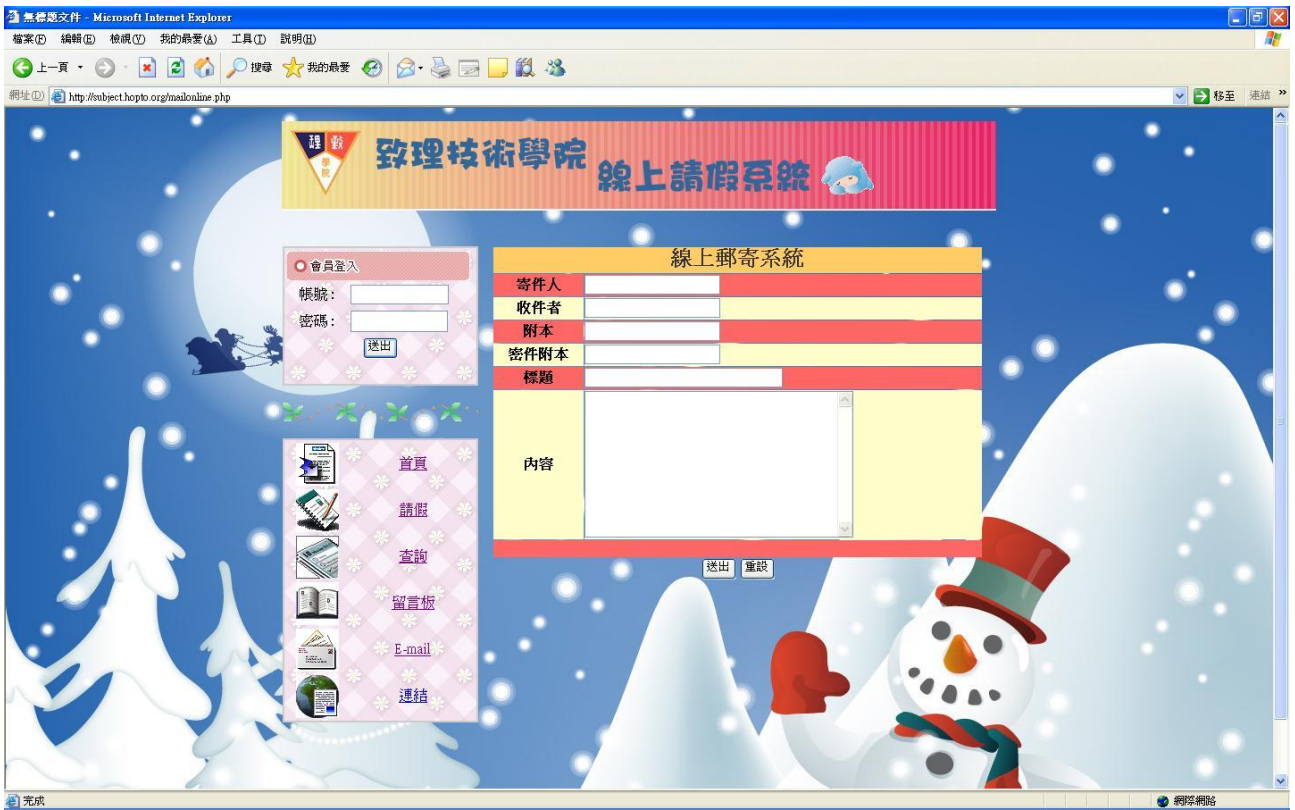 無標題文件 - Microsoft Internet Explorer
檔案(F) 編輯(E) 檢視(V) 我的最愛(A) 工具(T) 說明(H)
上一頁 搜尋 我的最愛
網址(D) http://subject.hopto.org/mailonline.php 移至 連結 »
理 致
學院
致理技術學院
線上請假系統
會員登入
帳號：
密碼：
送出
首頁
請假
查詢
留言板
E-mail
連結
線上郵寄系統
寄件人
收件者
附本
密件附本
標題
內容
送出 重設
完成 網際網路